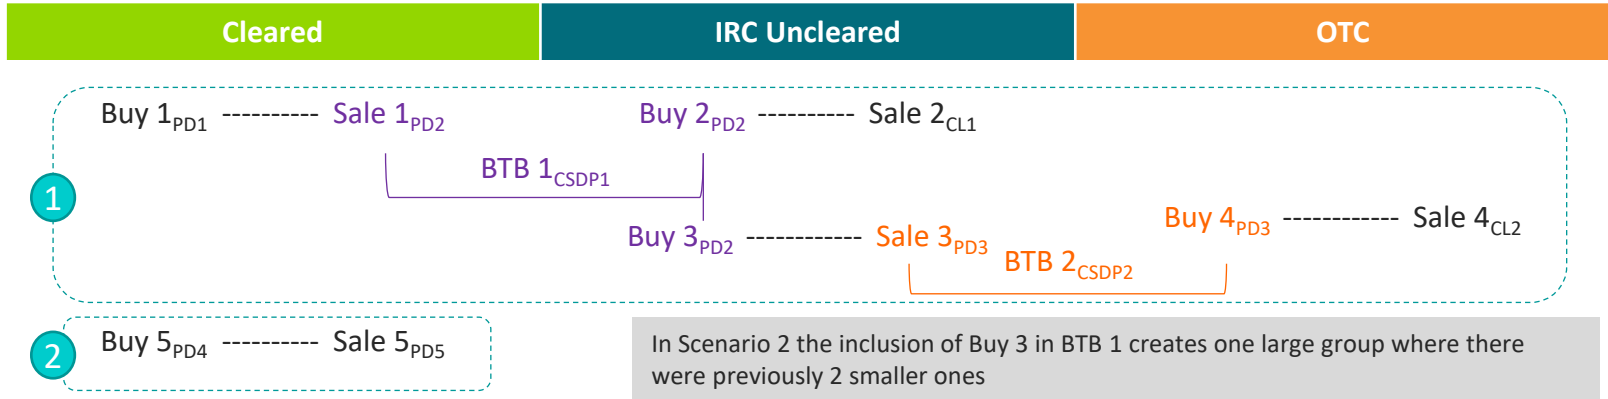 Cleared IRC Uncleared OTC
Buy 1PD1 ---------- Sale 1PD2 Buy 2PD2 ---------- Sale 2CL1
BTB 1CSDP1
1
Buy 4PD3 ------------ Sale 4CL2
Buy 3PD2 ------------ Sale 3PD3
BTB 2CSDP2
2 Buy 5PD4 ---------- Sale 5PD5
In Scenario 2 the inclusion of Buy 3 in BTB 1 creates one large group where there
were previously 2 smaller ones